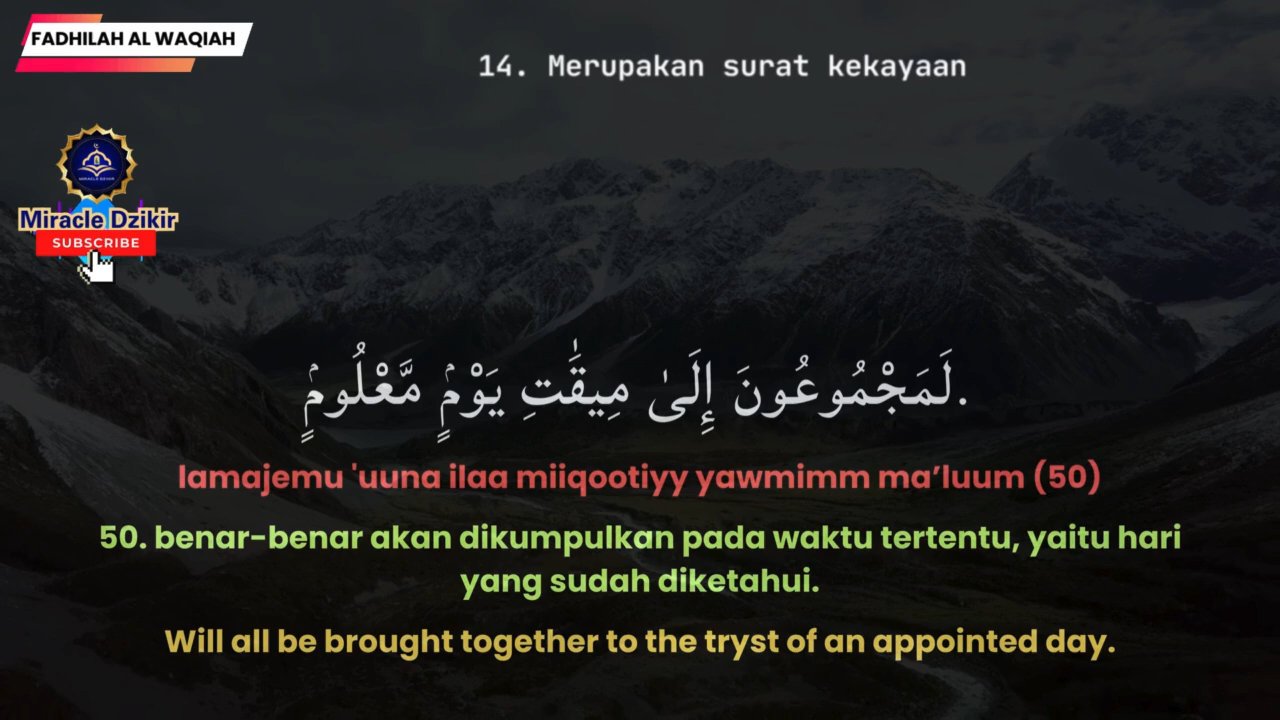 FADHILAH AL WAQIAH
14. Merupakan surat kekayaan
MIRACLE DZIKIR
Miracle Dzikir
SUBSCRIBE
لَمَجْمُوعُونَ إِلَىٰ مِيقَٰتِ يَوْمٍۢ مَّعْلُومٍۢ.
lamajemu 'uuna ilaa miiqootiyy yawmimm ma’luum (50)
50. benar-benar akan dikumpulkan pada waktu tertentu, yaitu hari
yang sudah diketahui.
Will all be brought together to the tryst of an appointed day.